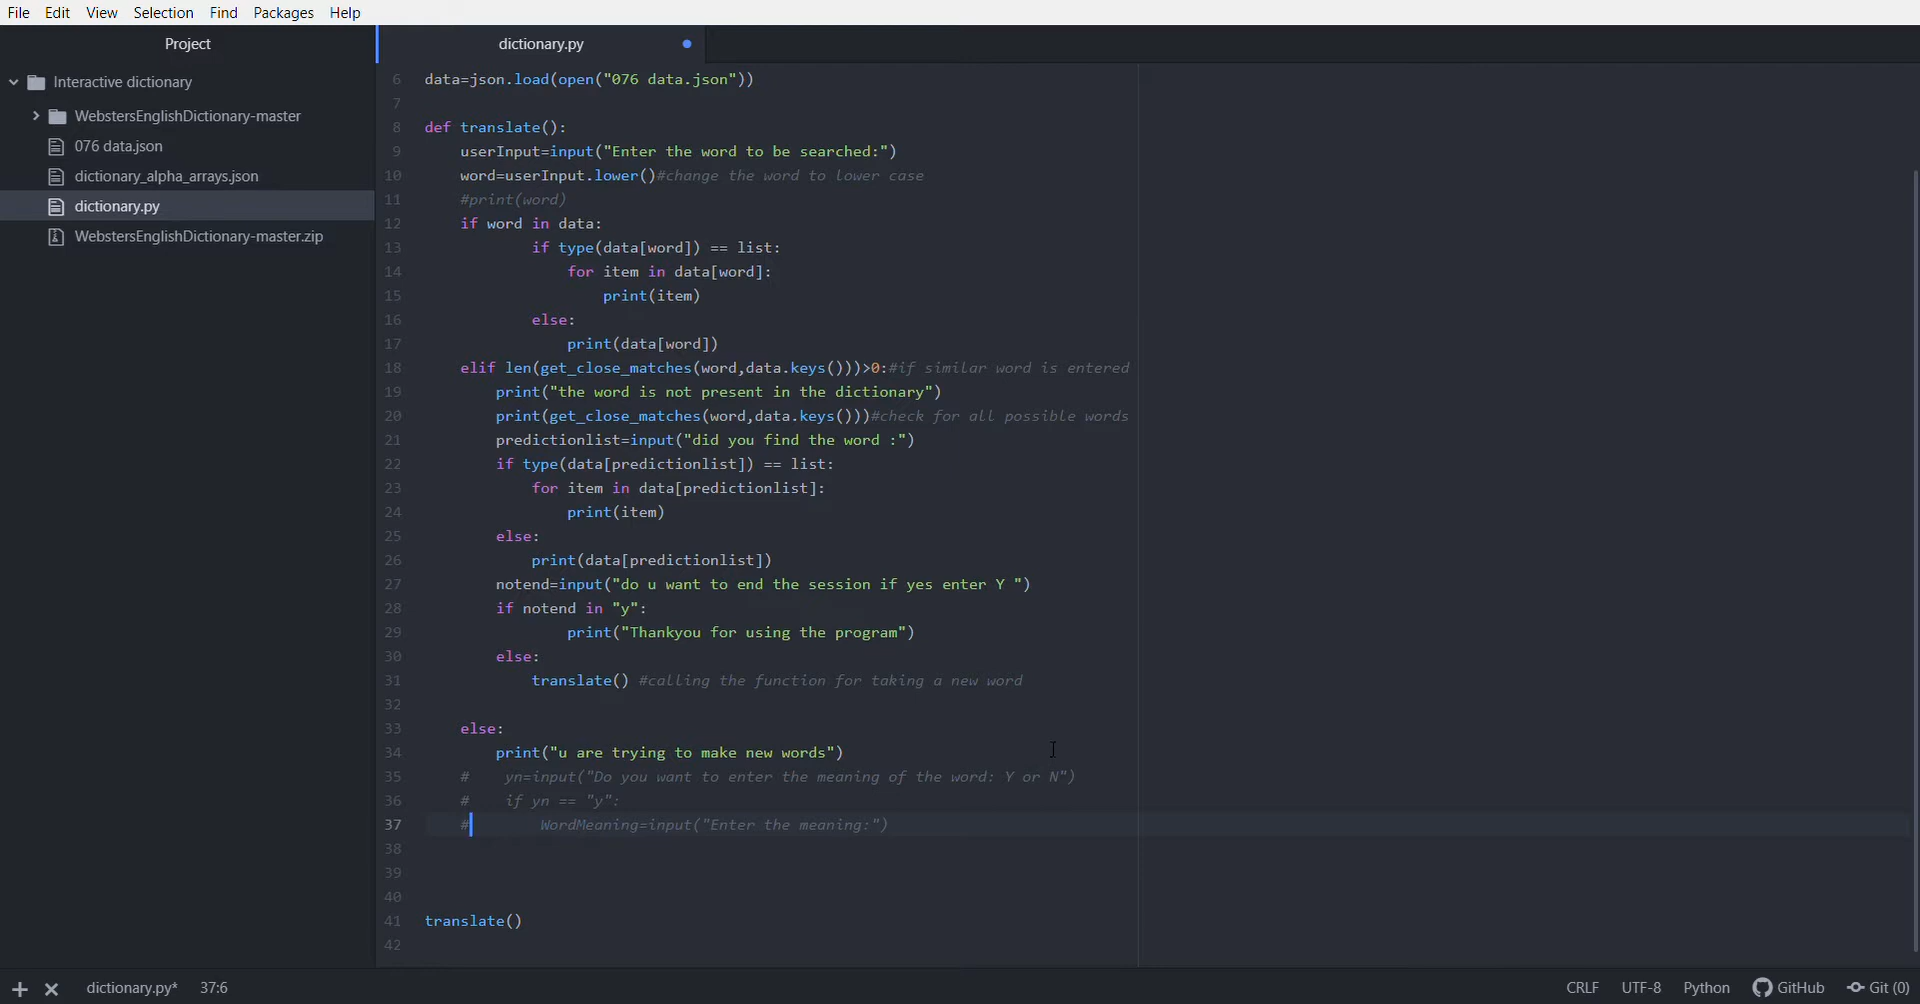 File Edit View Selection Find Packages Help
Project
dictionary.py
Interactive dictionary
WebstersEnglishDictionary-master
076 data.json
dictionary_alpha_arrays.json
dictionary.py
WebstersEnglishDictionary-master.zip
6 data=json.load(open("076 data.json"))
7
8 def translate():
9     userInput=input("Enter the word to be searched:")
10     word=userInput.lower()#change the word to lower case
11     #print(word)
12     if word in data:
13             if type(data[word]) == list:
14                 for item in data[word]:
15                     print(item)
16             else:
17                 print(data[word])
18     elif len(get_close_matches(word,data.keys()))>0:#if similar word is entered
19         print("the word is not present in the dictionary")
20         print(get_close_matches(word,data.keys()))#check for all possible words
21         predictionlist=input("did you find the word :")
22         if type(data[predictionlist]) == list:
23             for item in data[predictionlist]:
24                 print(item)
25         else:
26             print(data[predictionlist])
27         notend=input("do u want to end the session if yes enter Y ")
28         if notend in "y":
29                 print("Thankyou for using the program")
30         else:
31             translate() #calling the function for taking a new word
32
33     else:
34         print("u are trying to make new words")
35     #    yn=input("Do you want to enter the meaning of the word: Y or N")
36     #    if yn == "y":
37     #        WordMeaning=input("Enter the meaning:")
38
39
40
41 translate()
42
dictionary.py* 37:6 CRLF UTF-8 Python GitHub Git (0)